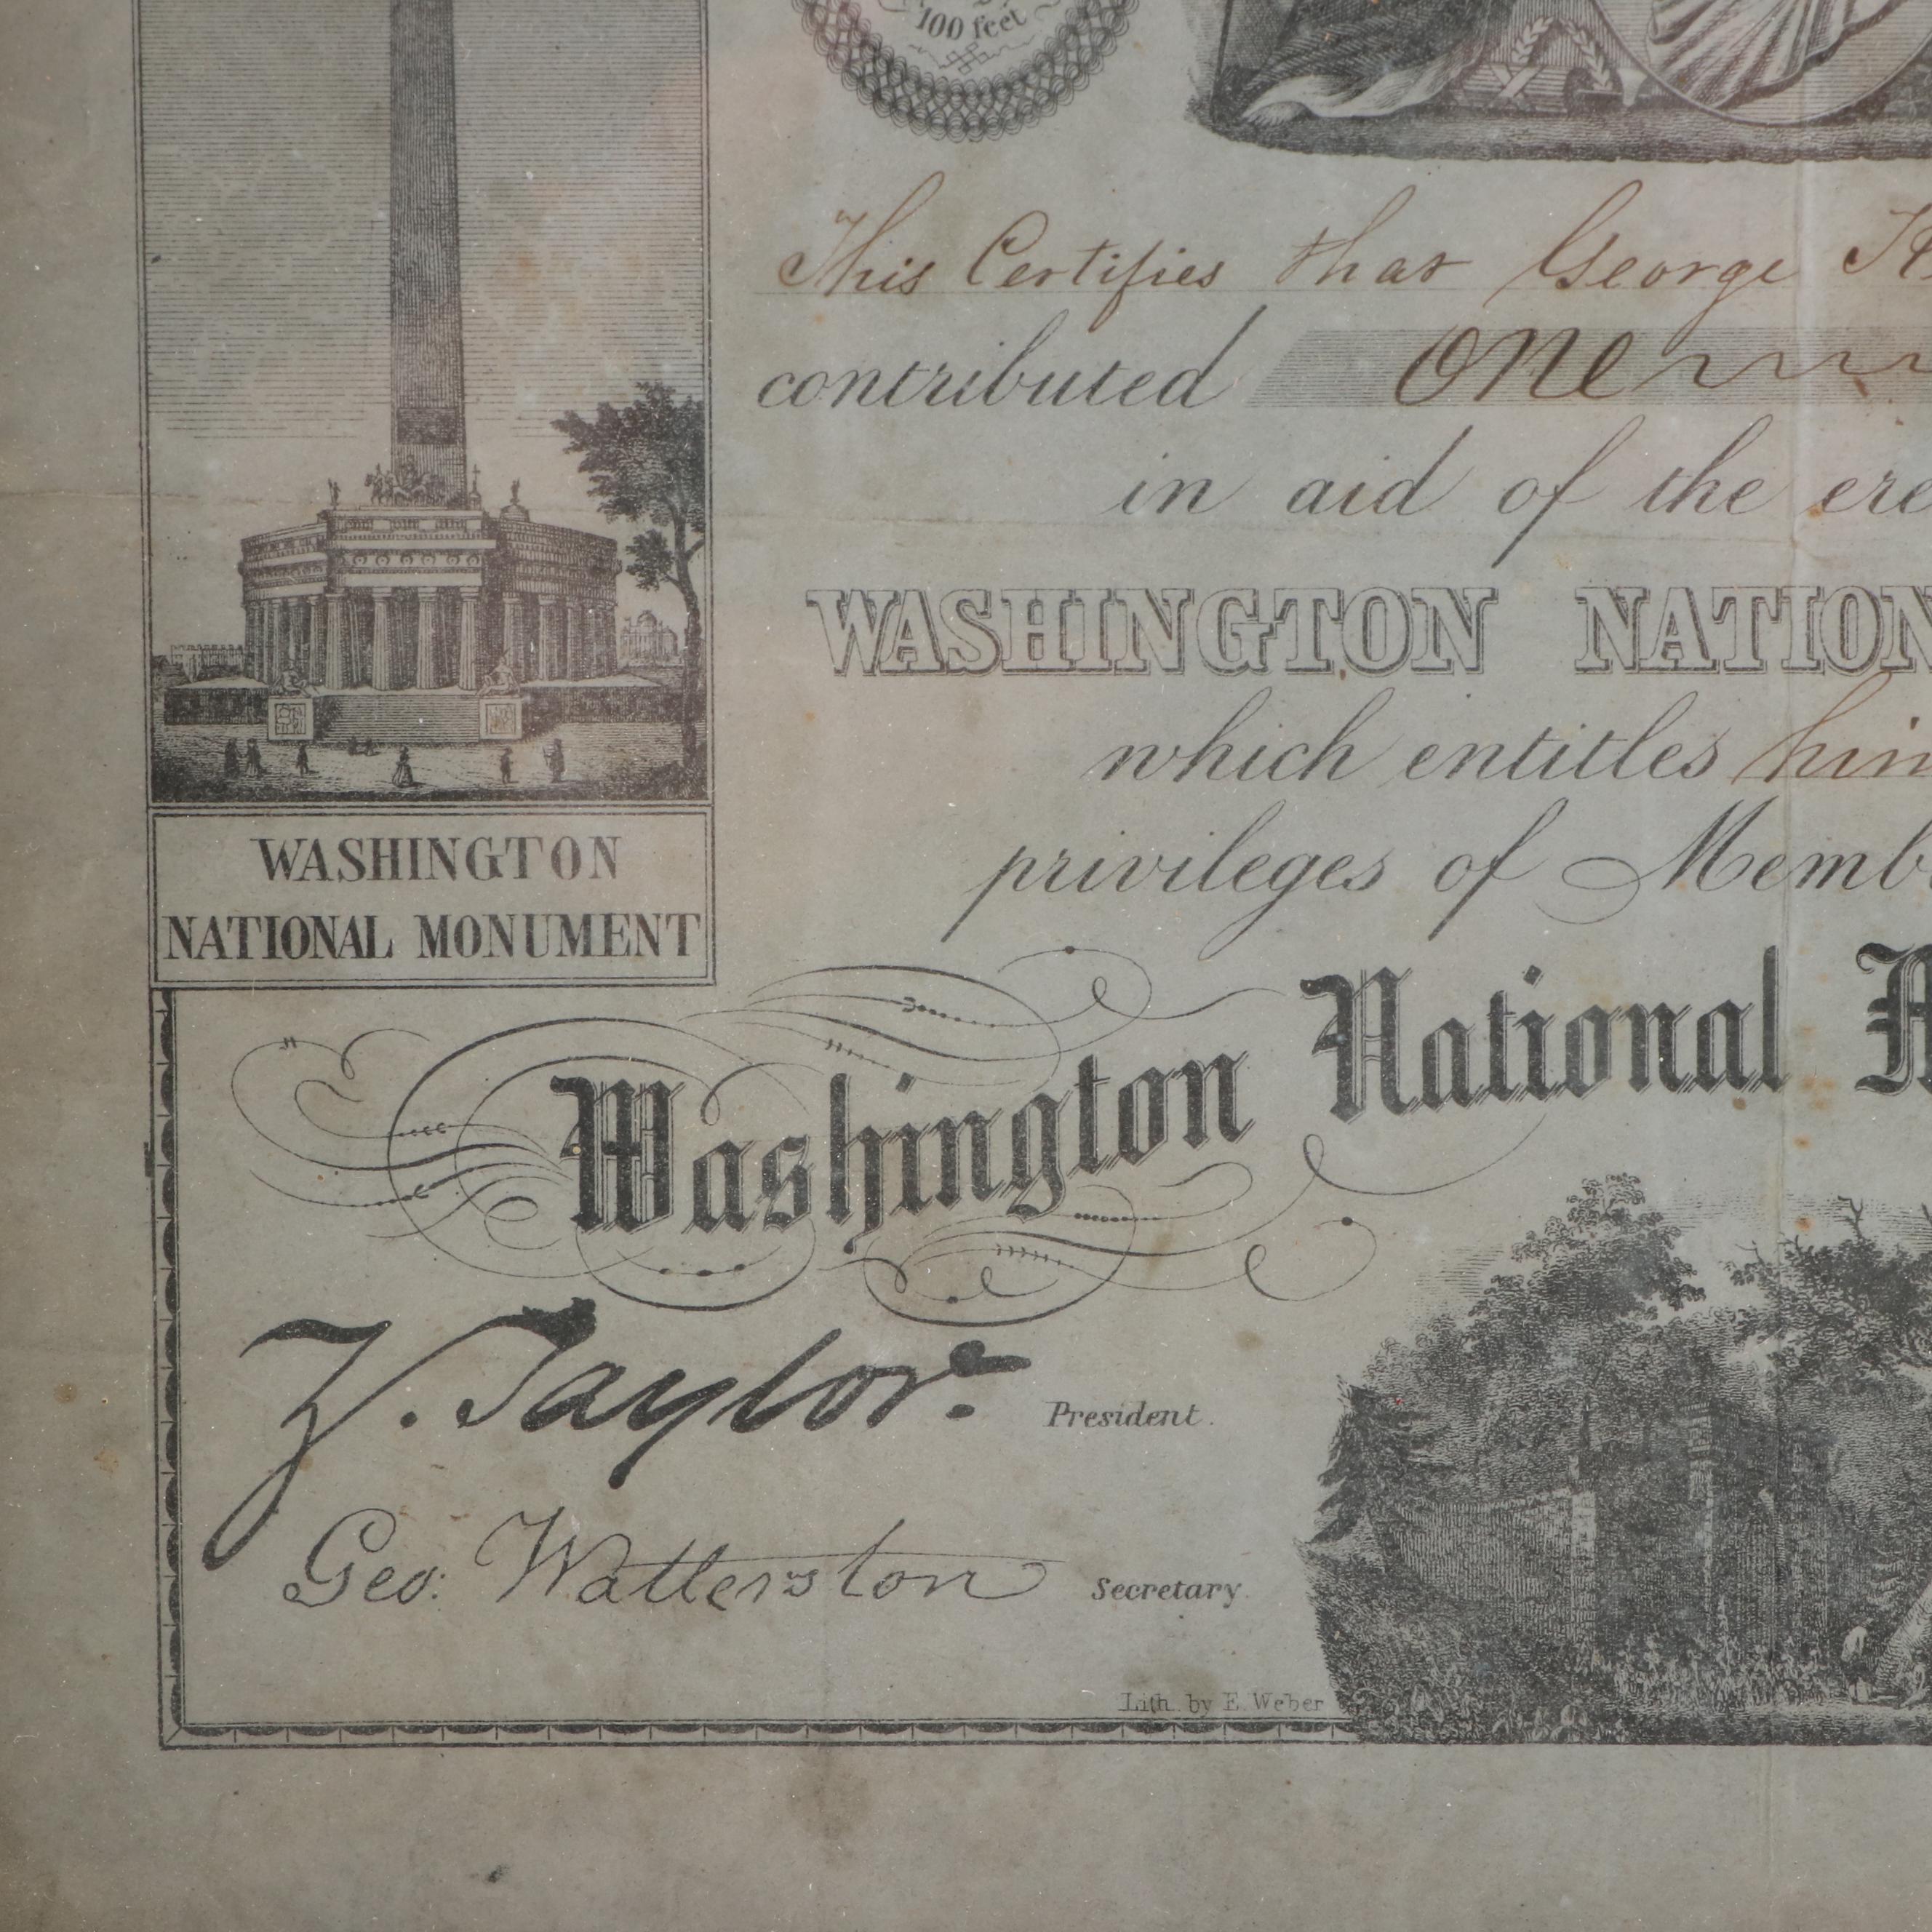 100 feet
This Certifies that George
contributed one
in aid of the ere
WASHINGTON NATION
which entitles him
privileges of Memb
WASHINGTON
NATIONAL MONUMENT
Washington National
Z. Taylor. President.
Geo: Watterston Secretary.
Lith. by E. Weber